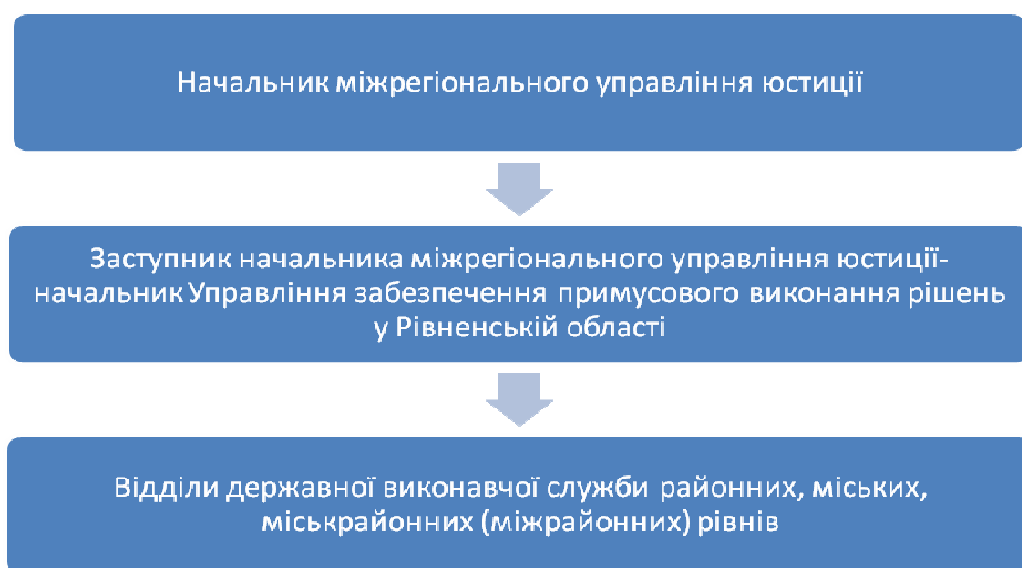 Начальник міжрегіонального управління юстиції
Заступник начальника міжрегіонального управління юстиції-
начальник Управління забезпечення примусового виконання рішень
у Рівненській області
Відділи державної виконавчої служби районних, міських,
міськрайонних (міжрайонних) рівнів